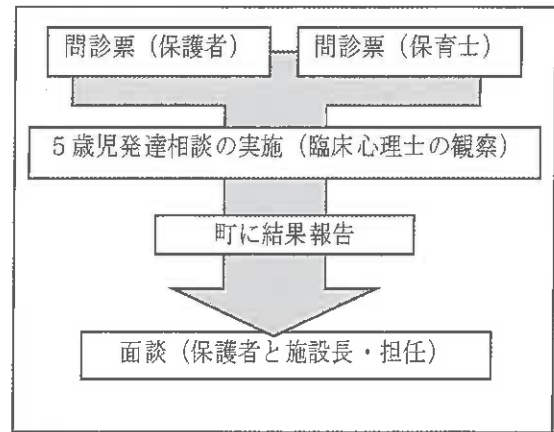 問診票（保護者）
問診票（保育士）
５歳児発達相談の実施（臨床心理士の観察）
町に結果報告
面談（保護者と施設長・担任）